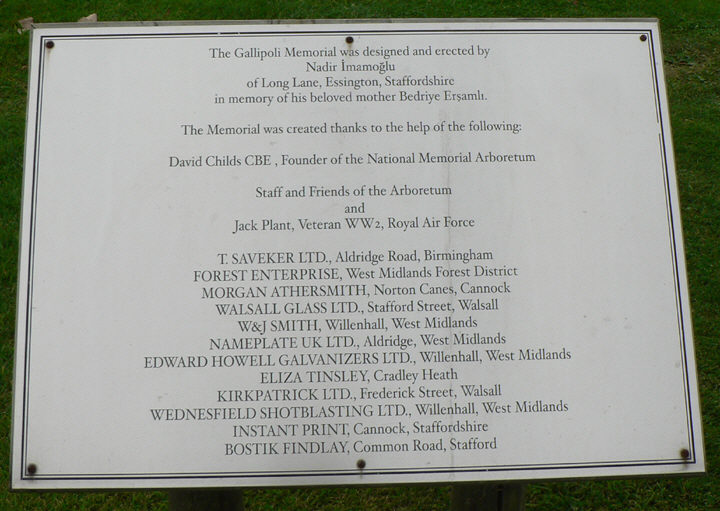 The Gallipoli Memorial was designed and erected by
Nadir İmamoğlu
of Long Lane, Essington, Staffordshire
in memory of his beloved mother Bedriye Erşamlı.
The Memorial was created thanks to the help of the following:
David Childs CBE , Founder of the National Memorial Arboretum
Staff and Friends of the Arboretum
and
Jack Plant, Veteran WW2, Royal Air Force
T. SAVEKER LTD., Aldridge Road, Birmingham
FOREST ENTERPRISE, West Midlands Forest District
MORGAN ATHERSMITH, Norton Canes, Cannock
WALSALL GLASS LTD., Stafford Street, Walsall
W&J SMITH, Willenhall, West Midlands
NAMEPLATE UK LTD., Aldridge, West Midlands
EDWARD HOWELL GALVANIZERS LTD., Willenhall, West Midlands
ELIZA TINSLEY, Cradley Heath
KIRKPATRICK LTD., Frederick Street, Walsall
WEDNESFIELD SHOTBLASTING LTD., Willenhall, West Midlands
INSTANT PRINT, Cannock, Staffordshire
BOSTIK FINDLAY, Common Road, Stafford